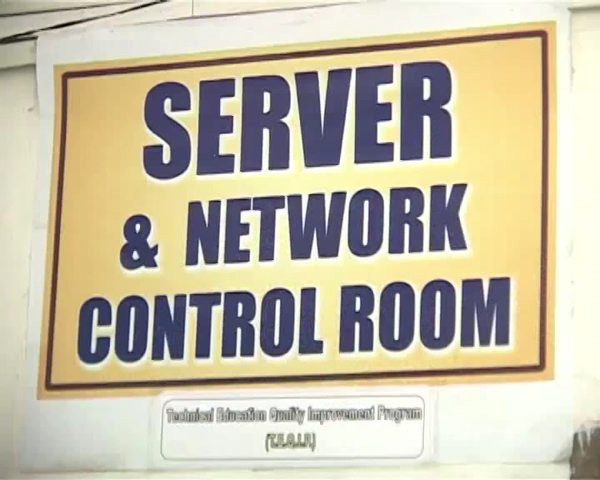 SERVER
& NETWORK
CONTROL ROOM
Technical Education Quality Improvement Program
(T.E.Q.I.P.)